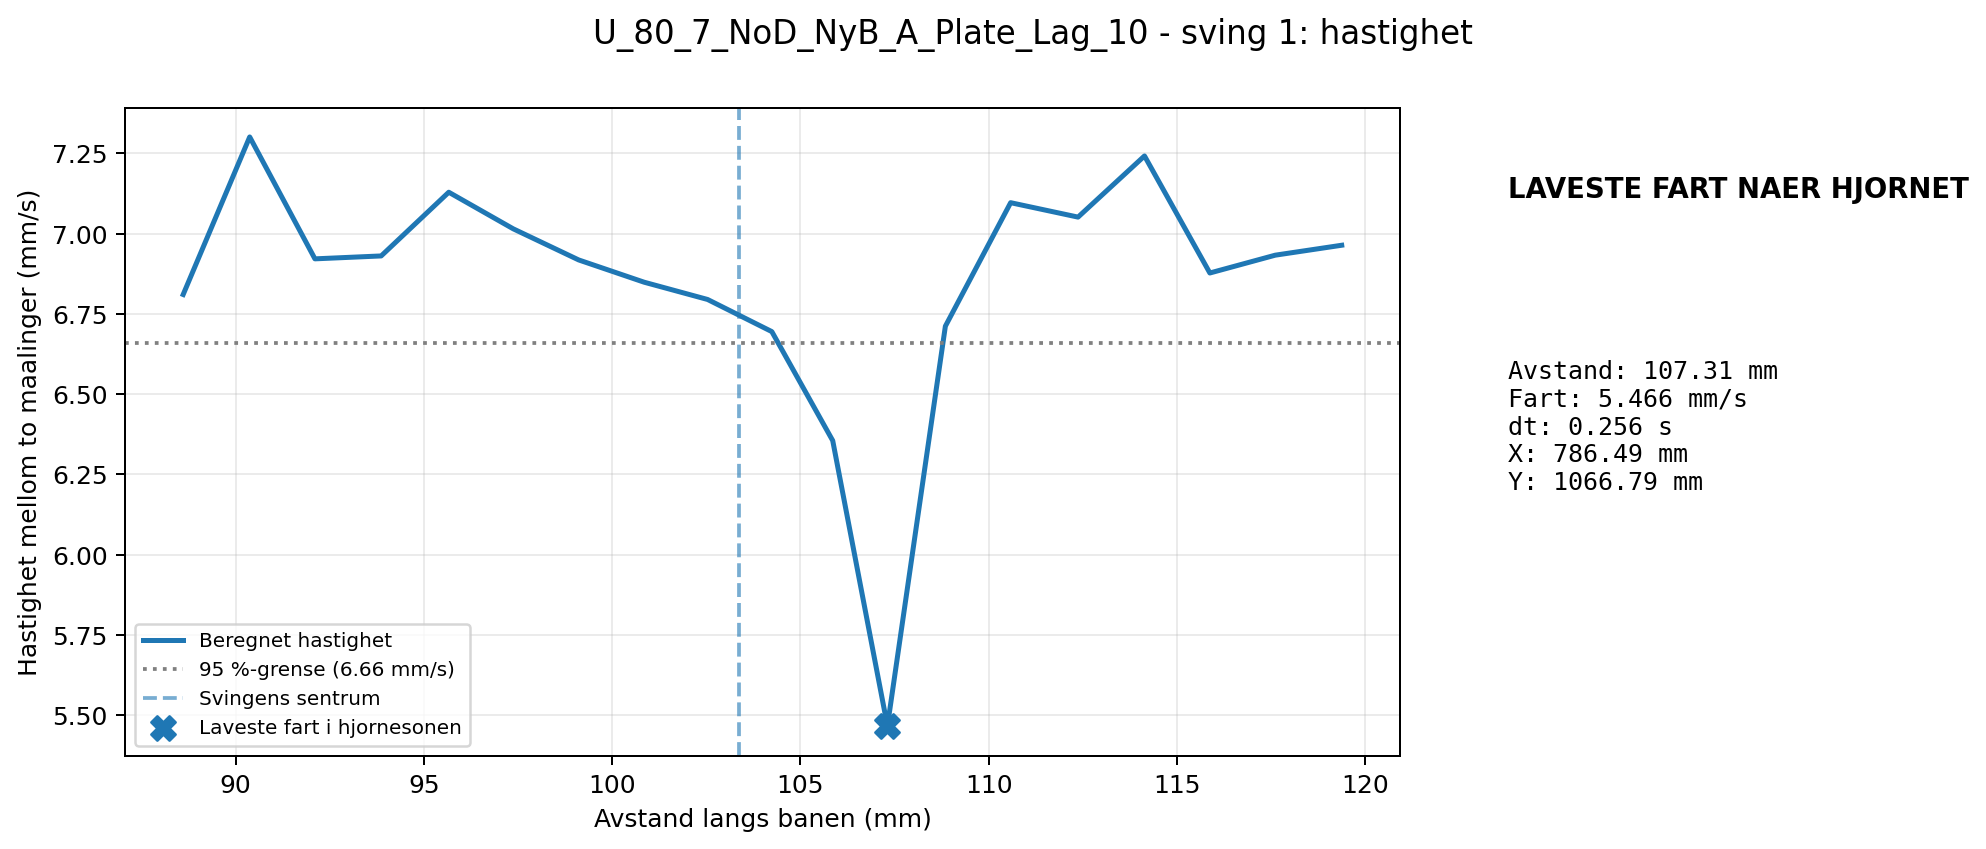 U_80_7_NoD_NyB_A_Plate_Lag_10 - sving 1: hastighet
Hastighet mellom to maalinger (mm/s)
7.25
7.00
6.75
6.50
6.25
6.00
5.75
5.50
Beregnet hastighet
95 %-grense (6.66 mm/s)
Svingens sentrum
Laveste fart i hjornesonen
90
95
100
105
110
115
120
Avstand langs banen (mm)
LAVESTE FART NAER HJORNET
Avstand: 107.31 mm
Fart: 5.466 mm/s
dt: 0.256 s
X: 786.49 mm
Y: 1066.79 mm